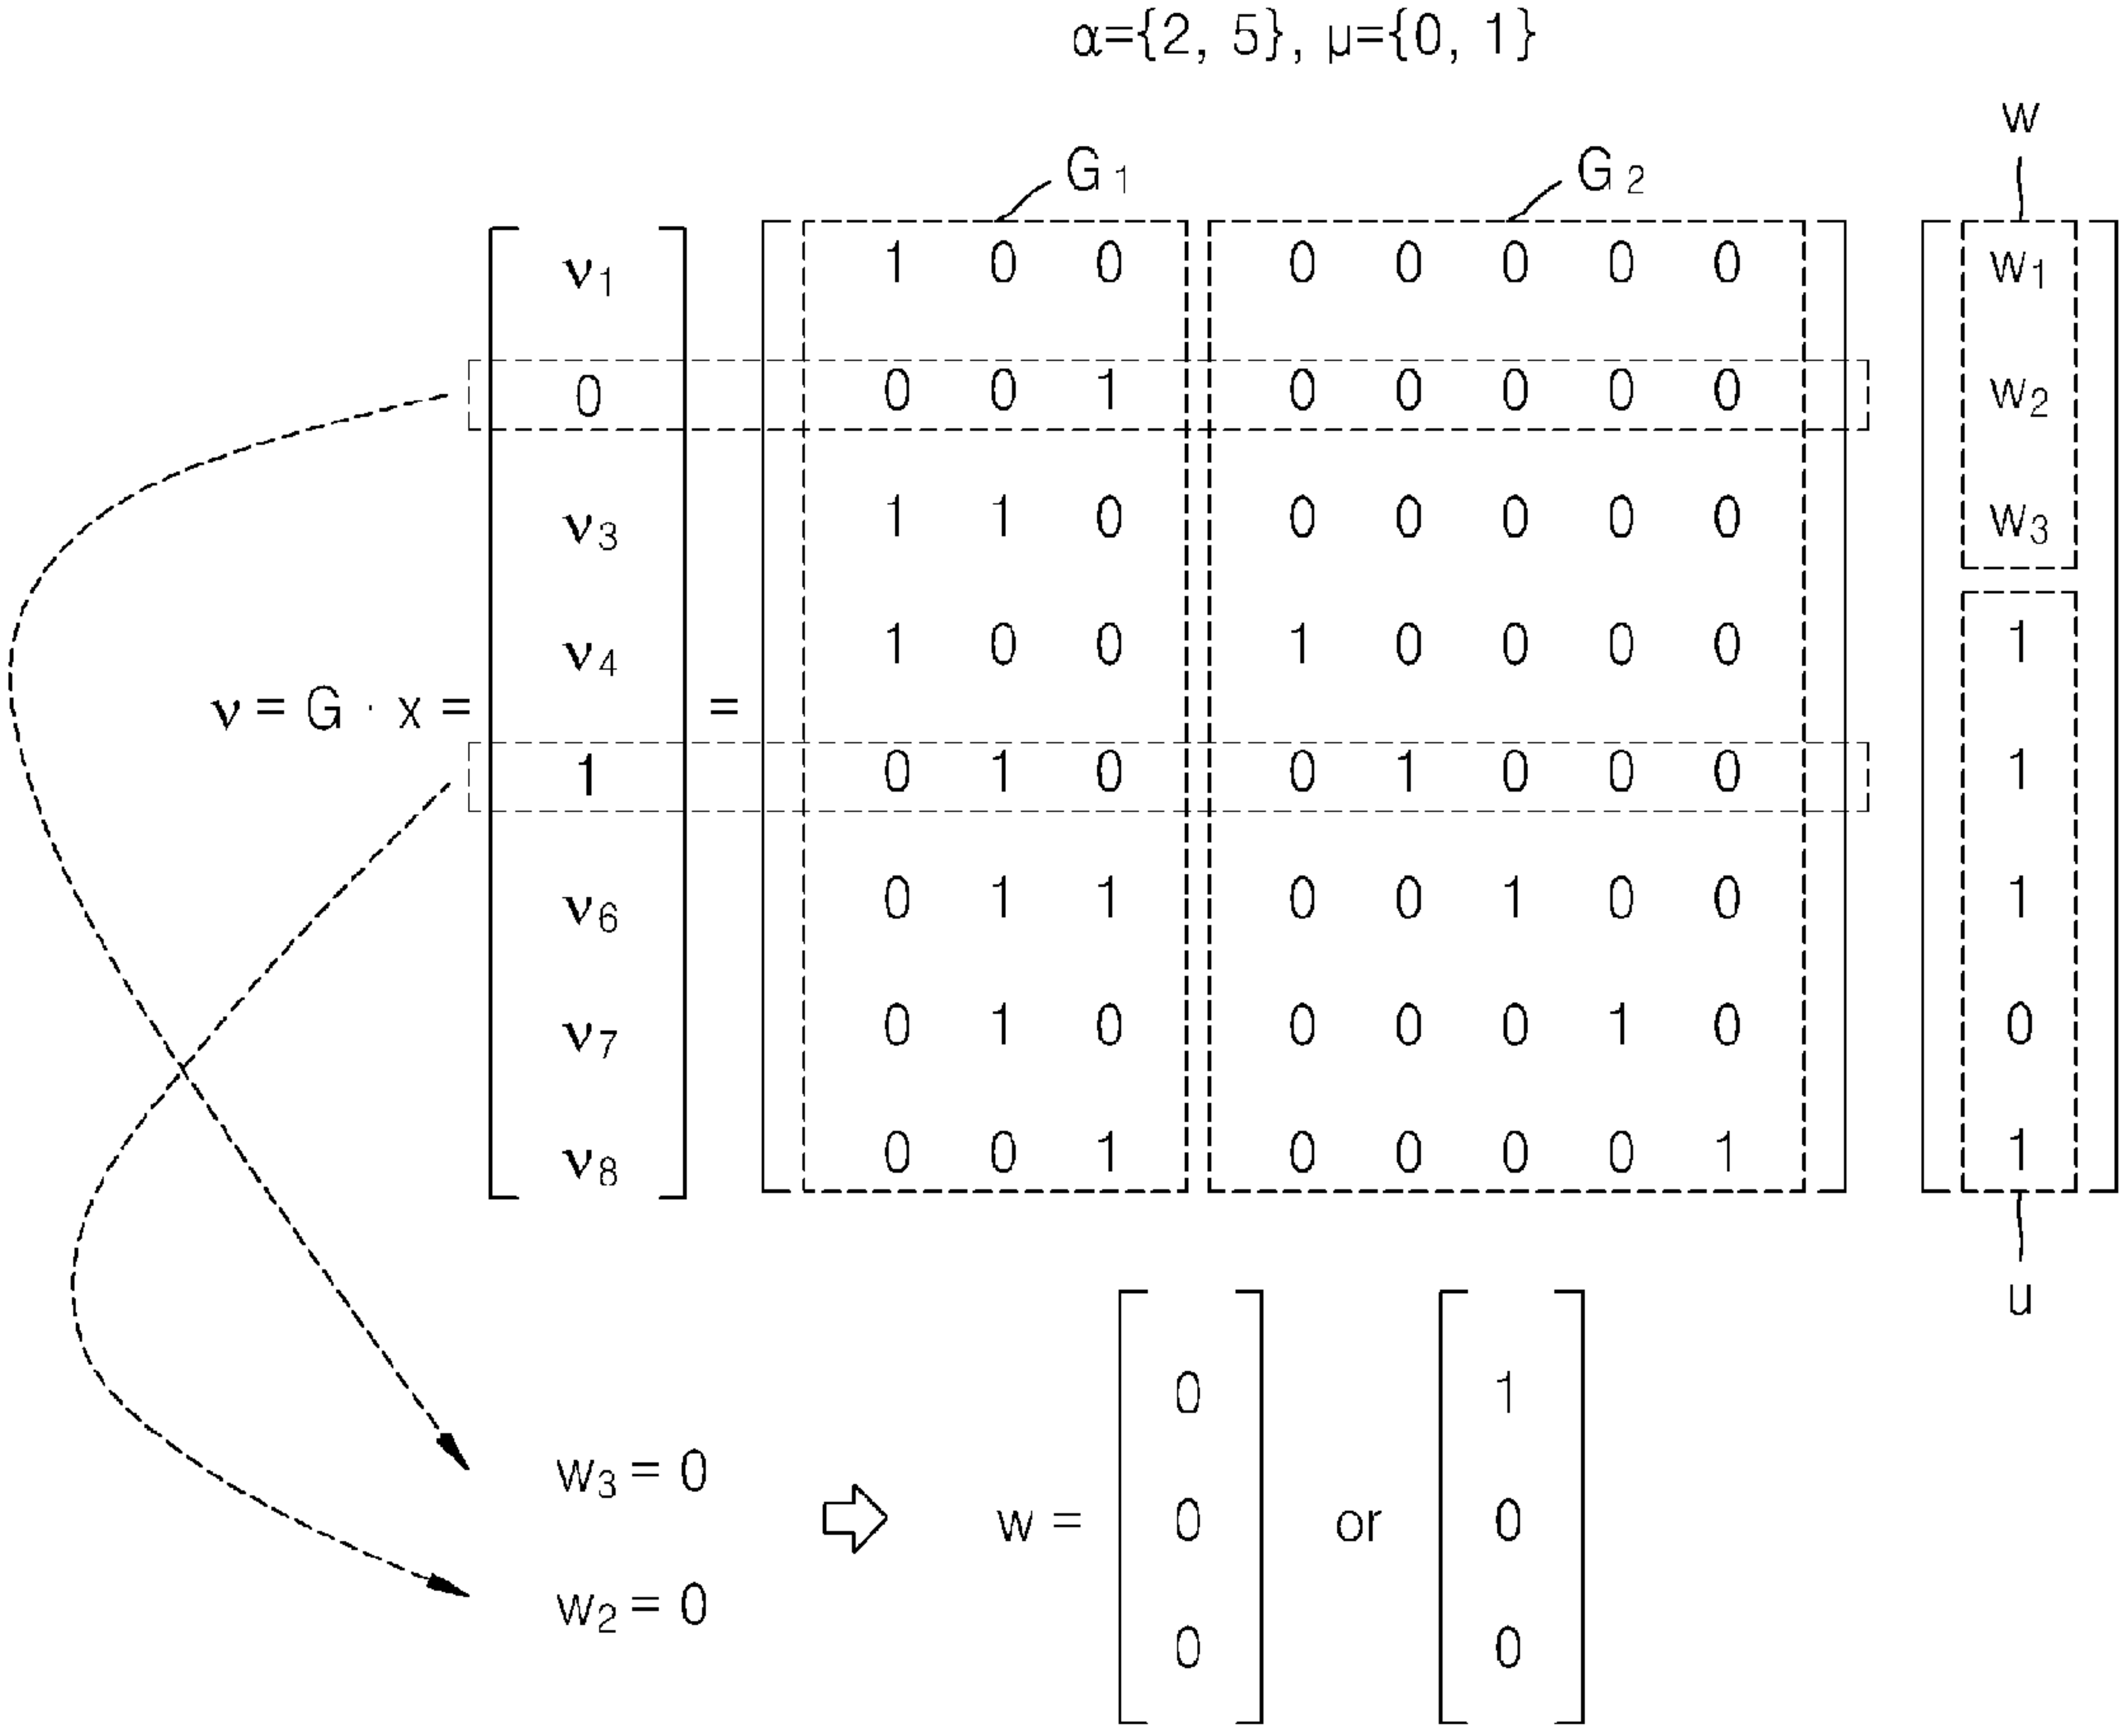 α={2, 5}, μ={0, 1}
w
G1 G2
ν1 1 0 0 0 0 0 0 0 w1
0 0 0 1 0 0 0 0 0 w2
ν3 1 1 0 0 0 0 0 0 w3
ν4 1 0 0 1 0 0 0 0 1
ν = G · x = =
1 0 1 0 0 1 0 0 0 1
ν6 0 1 1 0 0 1 0 0 1
ν7 0 1 0 0 0 0 1 0 0
ν8 0 0 1 0 0 0 0 1 1
u
0 1
w3 = 0
w = 0 or 0
w2 = 0
0 0